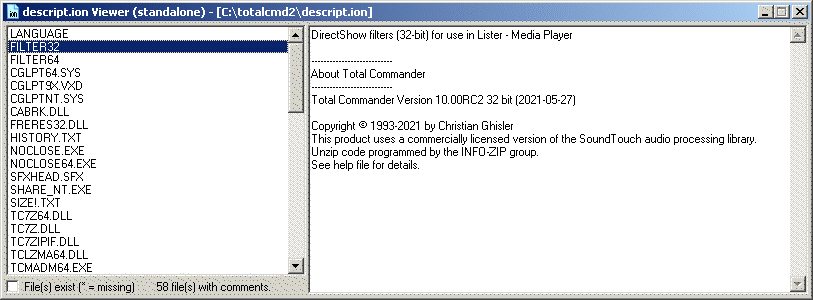 descript.ion Viewer (standalone) - [C:\totalcmd2\descript.ion]
LANGUAGE
FILTER32
FILTER64
CGLPT64.SYS
CGLPT9X.VXD
CGLPTNT.SYS
CABRK.DLL
FRERES32.DLL
HISTORY.TXT
NOCLOSE.EXE
NOCLOSE64.EXE
SFXHEAD.SFX
SHARE_NT.EXE
SIZE!.TXT
TC7Z64.DLL
TC7Z.DLL
TC7ZIPIF.DLL
TCLZMA64.DLL
TCMADM64.EXE
File(s) exist (* = missing)
58 file(s) with comments.
DirectShow filters (32-bit) for use in Lister - Media Player
---------------------------
About Total Commander
---------------------------
Total Commander Version 10.00RC2 32 bit (2021-05-27)
Copyright © 1993-2021 by Christian Ghisler
This product uses a commercially licensed version of the SoundTouch audio processing library.
Unzip code programmed by the INFO-ZIP group.
See help file for details.